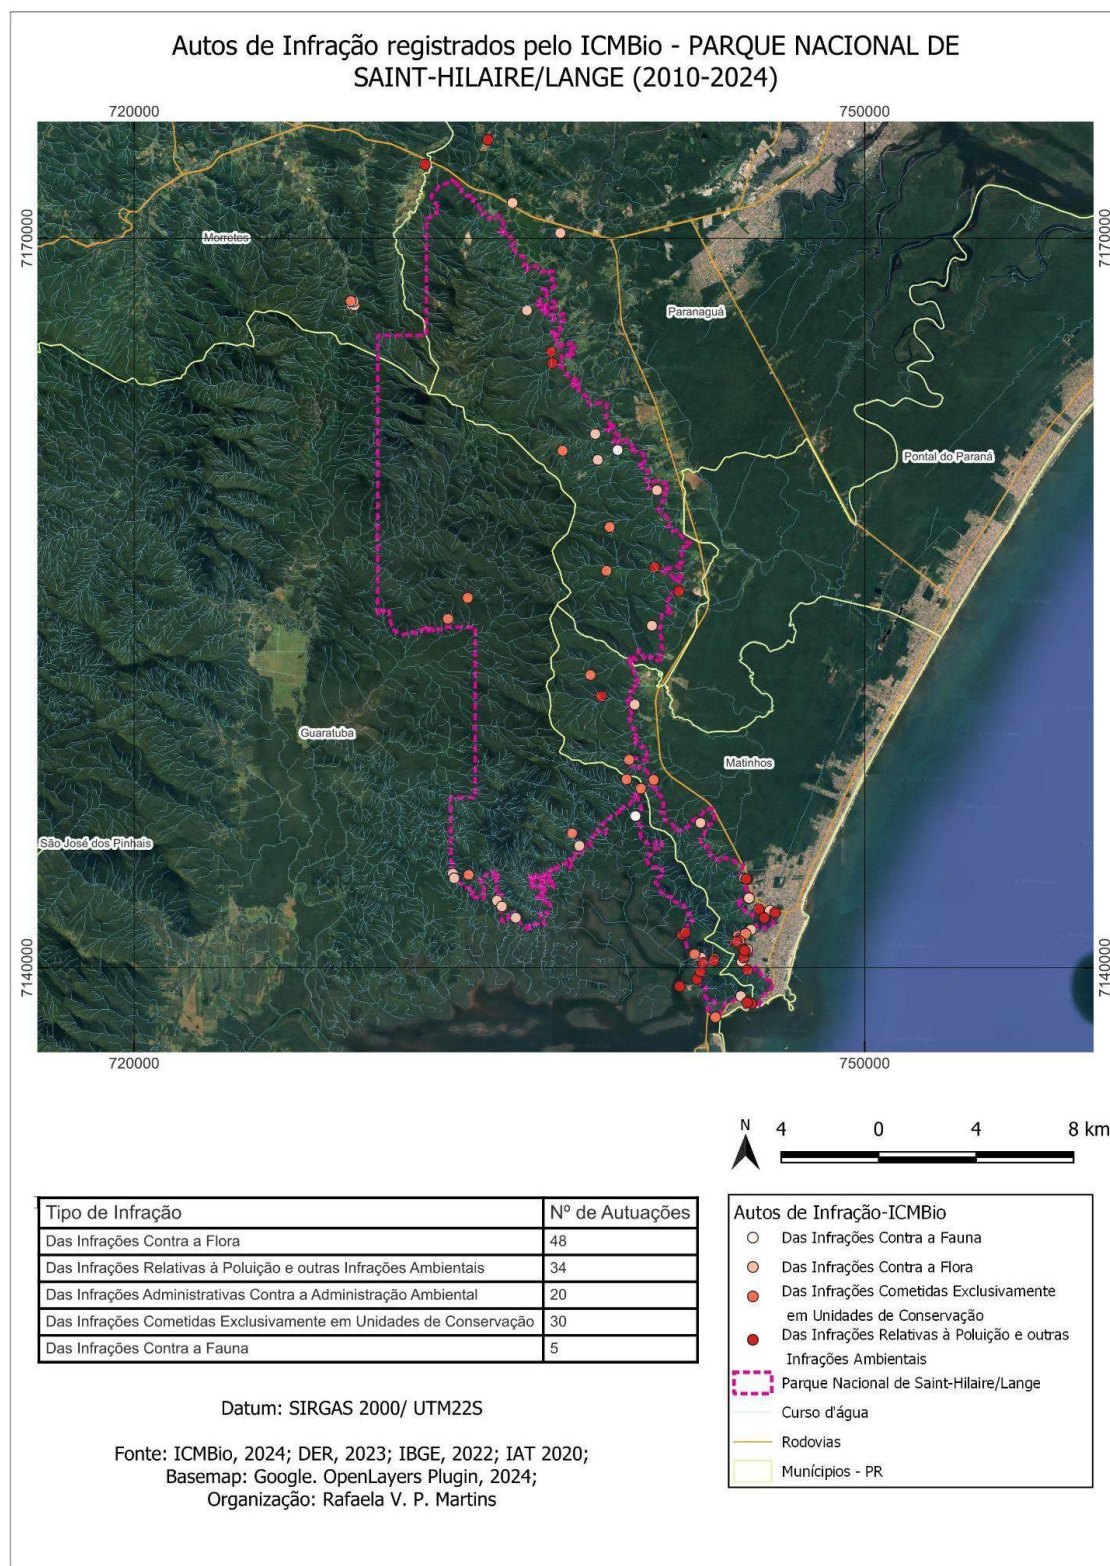 Autos de Infração registrados pelo ICMBio - PARQUE NACIONAL DE
SAINT-HILAIRE/LANGE (2010-2024)
720000
750000
7170000
7170000
Morretes
Paranaguá
Pontal do Paraná
Guaratuba
Matinhos
São José dos Pinhais
7140000
7140000
720000
750000
N
4 0 4 8 km
Tipo de Infração Nº de Autuações
Das Infrações Contra a Flora 48
Das Infrações Relativas à Poluição e outras Infrações Ambientais 34
Das Infrações Administrativas Contra a Administração Ambiental 20
Das Infrações Cometidas Exclusivamente em Unidades de Conservação 30
Das Infrações Contra a Fauna 5
Autos de Infração-ICMBio
Das Infrações Contra a Fauna
Das Infrações Contra a Flora
Das Infrações Cometidas Exclusivamente
em Unidades de Conservação
Das Infrações Relativas à Poluição e outras
Infrações Ambientais
Parque Nacional de Saint-Hilaire/Lange
Curso d'água
Rodovias
Munícipios - PR
Datum: SIRGAS 2000/ UTM22S
Fonte: ICMBio, 2024; DER, 2023; IBGE, 2022; IAT 2020;
Basemap: Google. OpenLayers Plugin, 2024;
Organização: Rafaela V. P. Martins